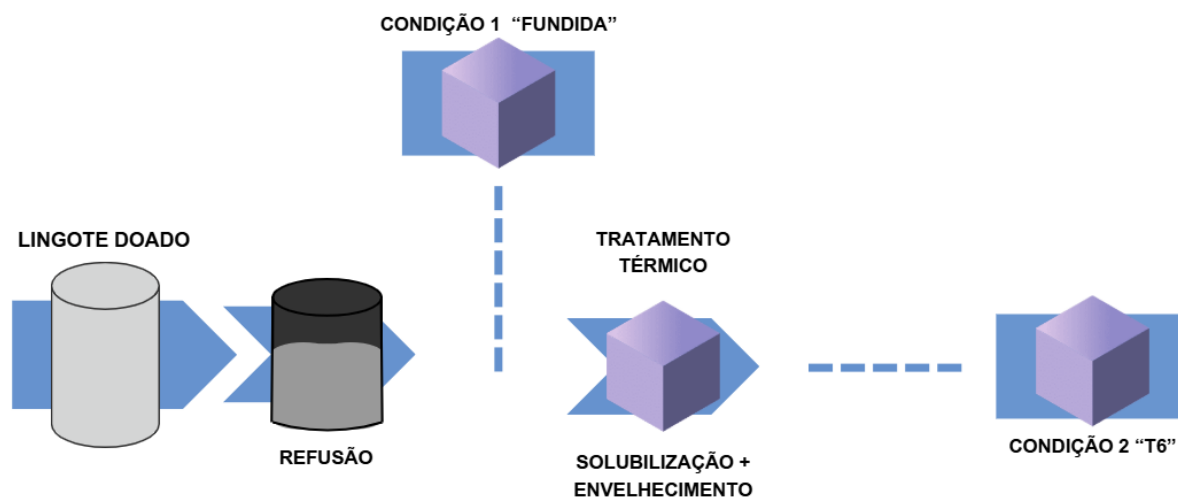 CONDIÇÃO 1 “FUNDIDA”
LINGOTE DOADO
TRATAMENTO
TÉRMICO
REFUSÃO
SOLUBILIZAÇÃO +
ENVELHECIMENTO
CONDIÇÃO 2 “T6”